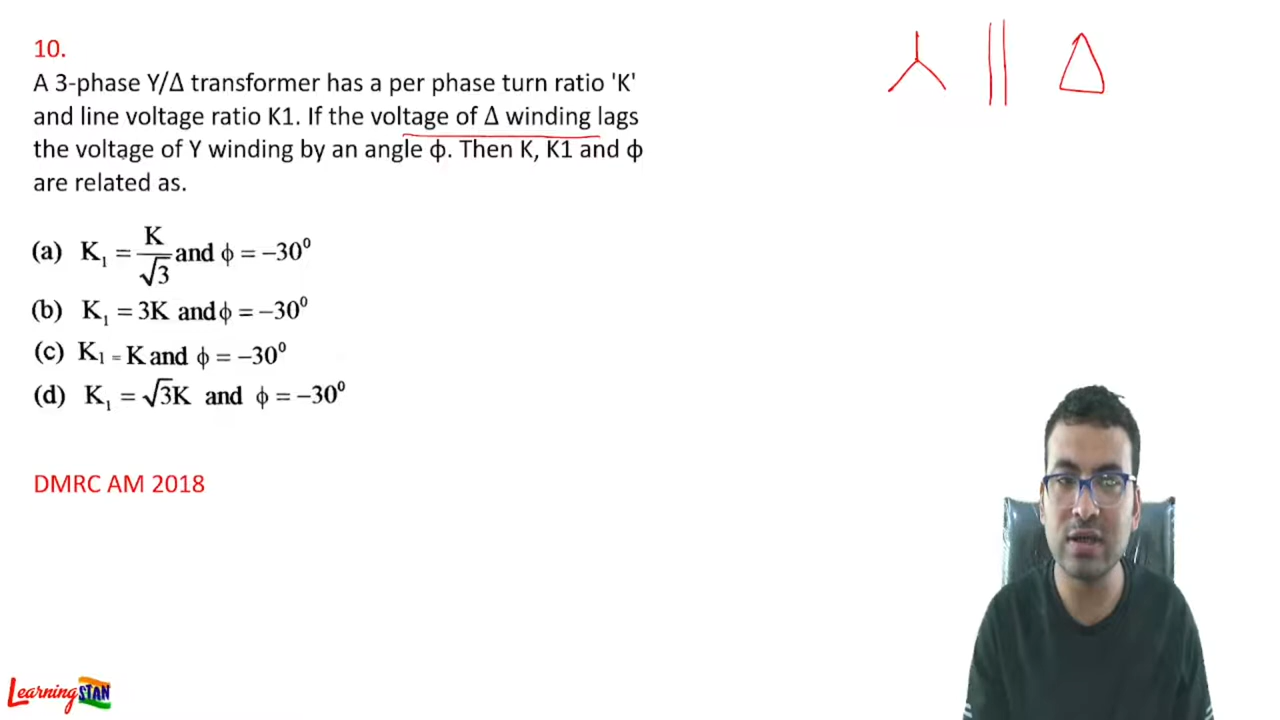 10.
A 3-phase Y/Δ transformer has a per phase turn ratio 'K'
and line voltage ratio K1. If the voltage of Δ winding lags
the voltage of Y winding by an angle ϕ. Then K, K1 and ϕ
are related as.
(a) K₁ = K/√3 and ϕ = −30⁰
(b) K₁ = 3K and ϕ = −30⁰
(c) K₁ = K and ϕ = −30⁰
(d) K₁ = √3K and ϕ = −30⁰
DMRC AM 2018
Learning STAN